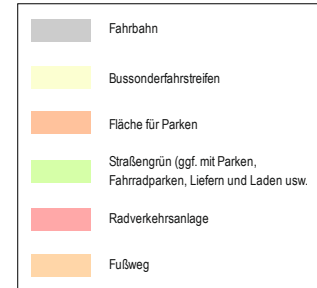 Fahrbahn
Bussonderfahrstreifen
Fläche für Parken
Straßengrün (ggf. mit Parken,
Fahrradparken, Liefern und Laden usw.
Radverkehrsanlage
Fußweg